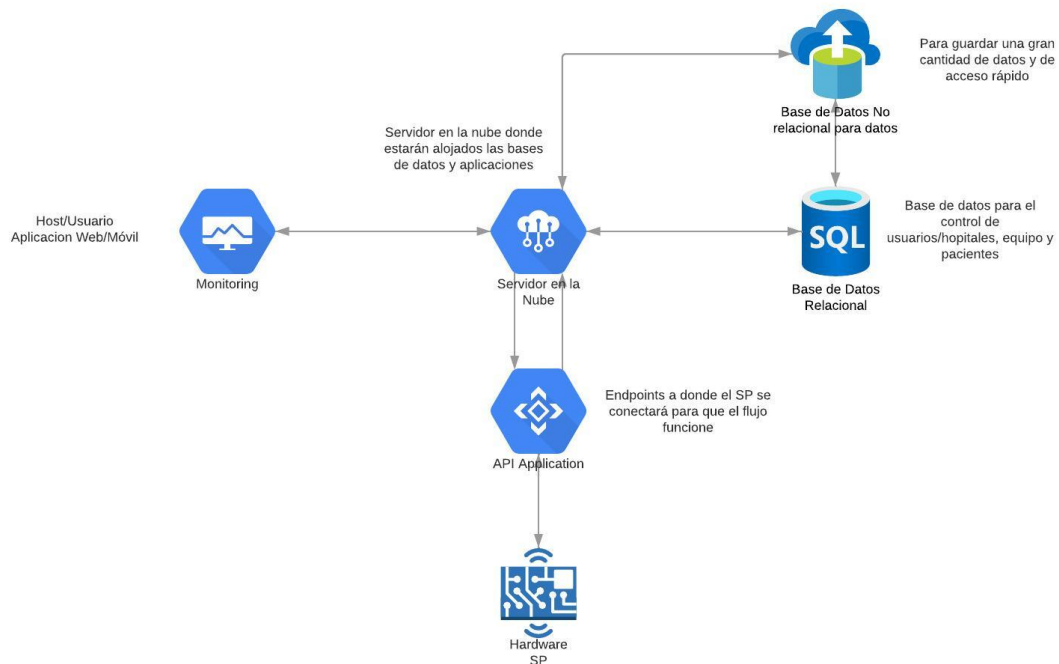 Para guardar una gran
cantidad de datos y de
acceso rápido
Base de Datos No
relacional para datos
Servidor en la nube donde
estarán alojados las bases
de datos y aplicaciones
Host/Usuario
Aplicacion Web/Móvil
Monitoring
Servidor en la
Nube
SQL
Base de Datos
Relacional
Base de datos para el
control de
usuarios/hopitales, equipo y
pacientes
Endpoints a donde el SP se
conectará para que el flujo
funcione
API Application
Hardware
SP